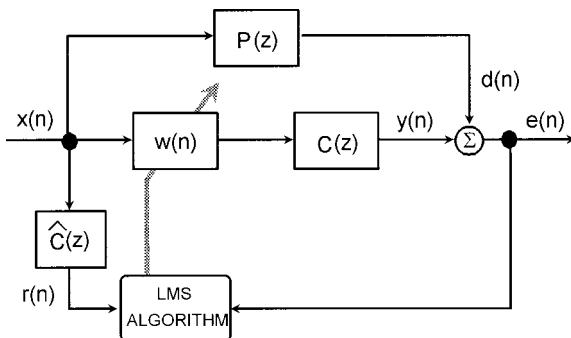 P(z)
d(n)
x(n)
w(n)
C(z)
y(n)
Σ
e(n)
Ĉ(z)
r(n)
LMS
ALGORITHM